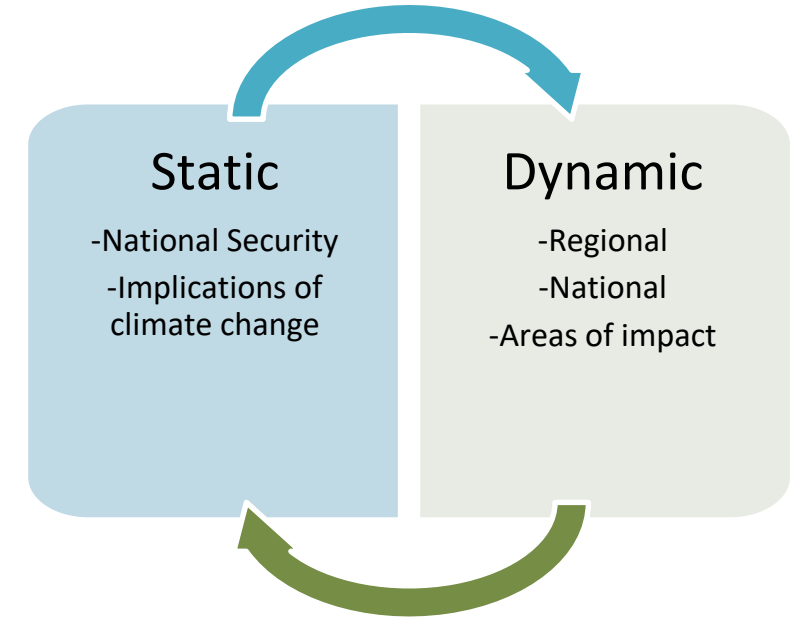 Static
-National Security
-Implications of
climate change
Dynamic
-Regional
-National
-Areas of impact